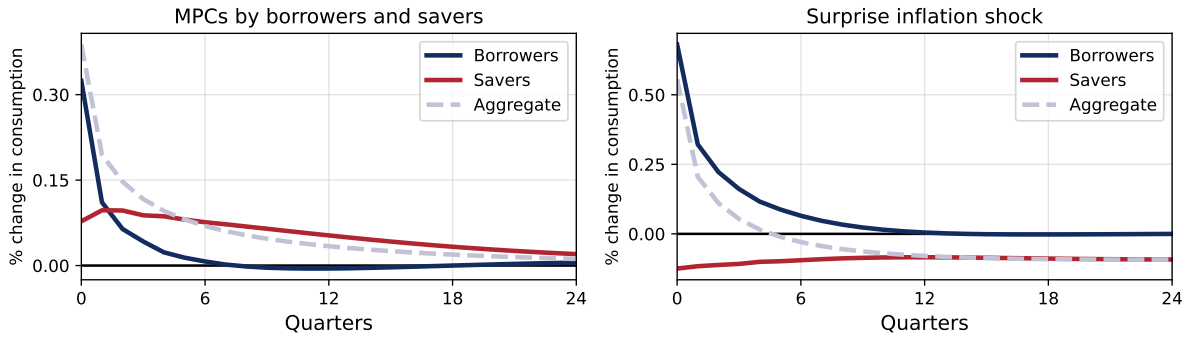 MPCs by borrowers and savers
% change in consumption
0.30
0.15
0.00
Borrowers
Savers
Aggregate
0 6 12 18 24
Quarters
Surprise inflation shock
% change in consumption
0.50
0.25
0.00
Borrowers
Savers
Aggregate
0 6 12 18 24
Quarters